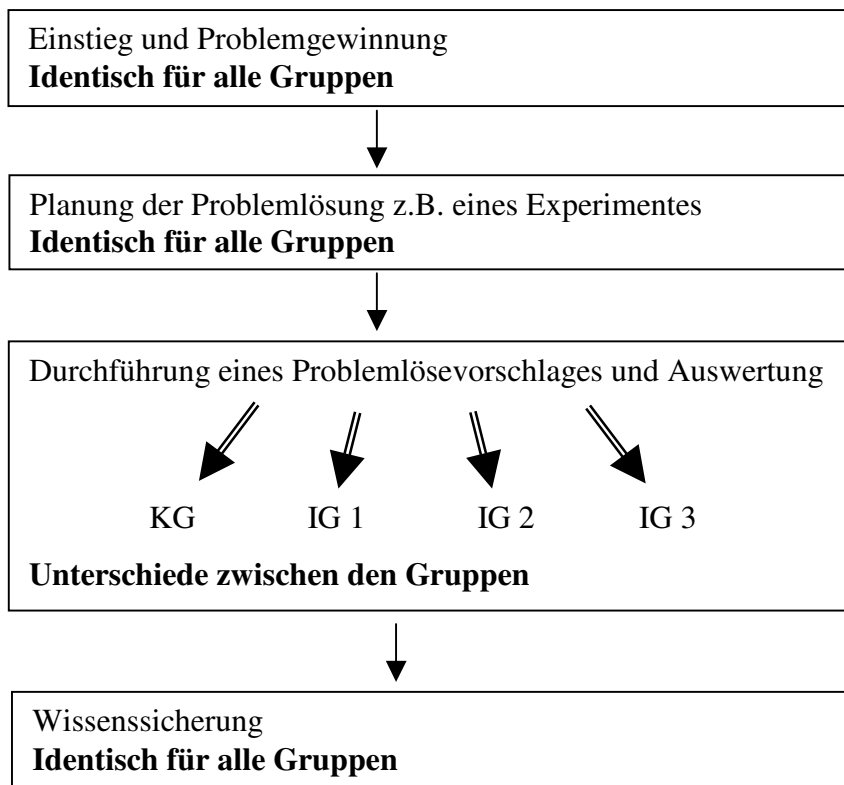 Einstieg und Problemgewinnung
Identisch für alle Gruppen
Planung der Problemlösung z.B. eines Experimentes
Identisch für alle Gruppen
Durchführung eines Problemlösevorschlages und Auswertung
KG IG 1 IG 2 IG 3
Unterschiede zwischen den Gruppen
Wissenssicherung
Identisch für alle Gruppen